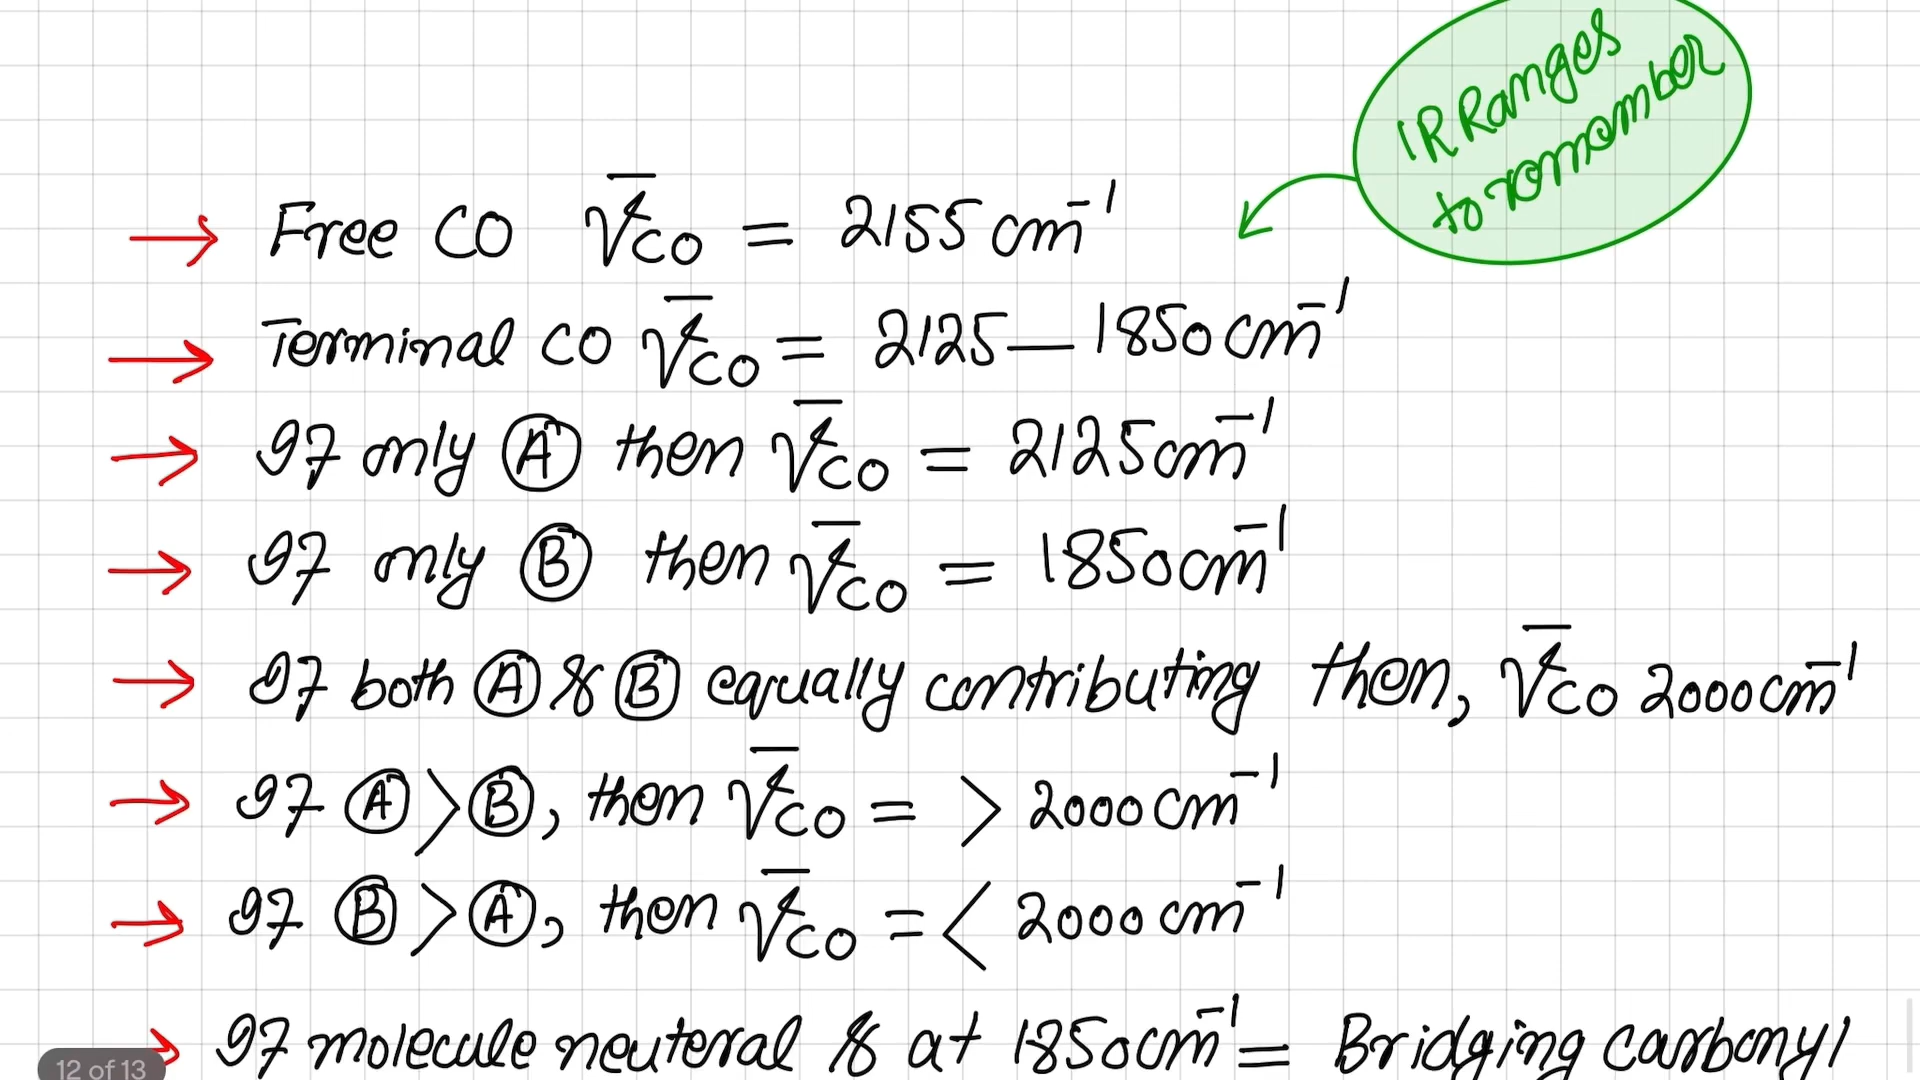 IR Ranges
to remember
→ Free CO ν̅CO = 2155 cm⁻¹
→ Terminal CO ν̅CO = 2125 — 1850 cm⁻¹
→ If only Ⓐ then ν̅CO = 2125 cm⁻¹
→ If only Ⓑ then ν̅CO = 1850 cm⁻¹
→ If both Ⓐ & Ⓑ equally contributing then, ν̅CO 2000 cm⁻¹
→ If Ⓐ > Ⓑ, then ν̅CO = > 2000 cm⁻¹
→ If Ⓑ > Ⓐ, then ν̅CO = < 2000 cm⁻¹
→ If molecule neuteral & at 1850 cm⁻¹ = Bridging carbonyl
12 of 13